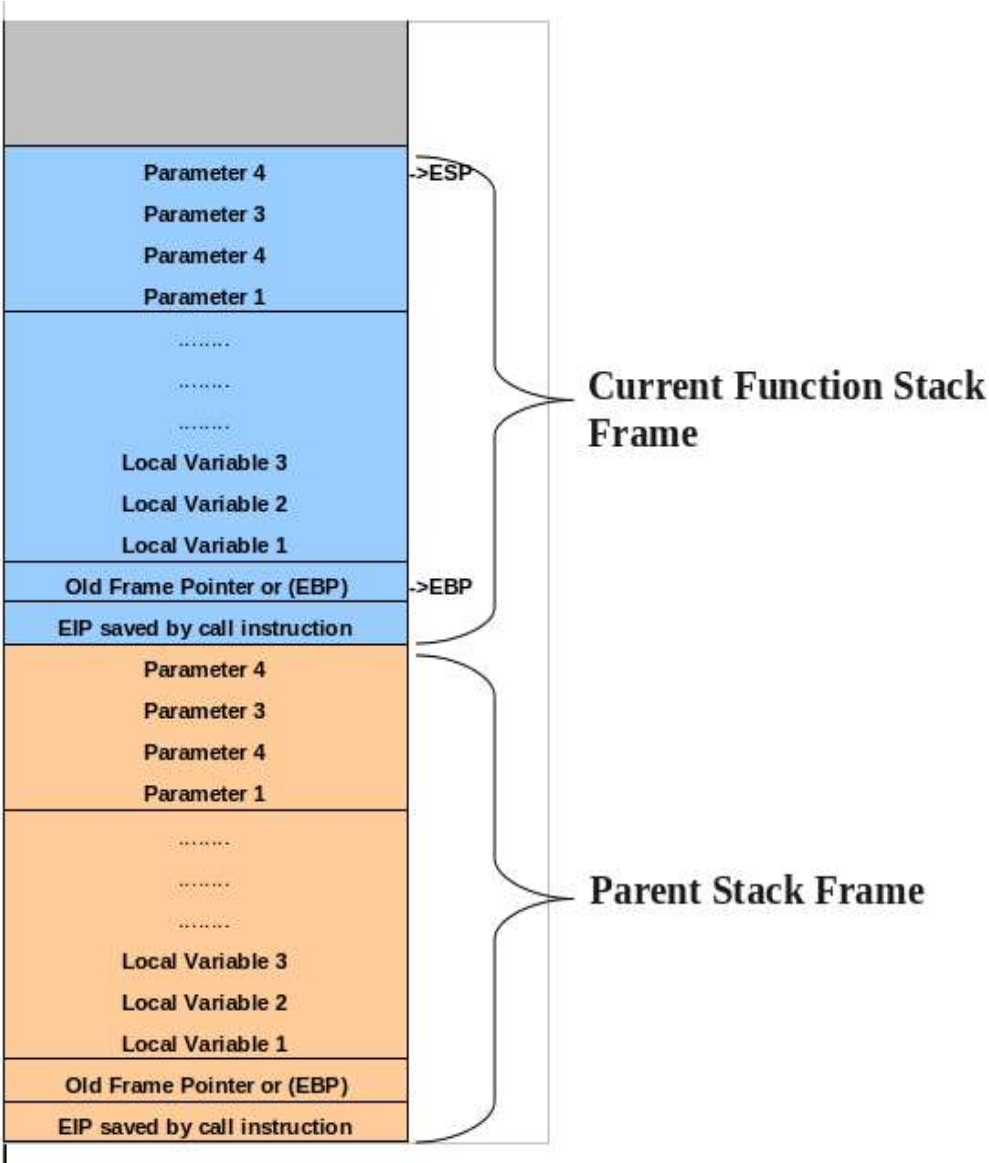 Parameter 4
->ESP
Parameter 3
Parameter 4
Parameter 1
........
........
........
Local Variable 3
Local Variable 2
Local Variable 1
Old Frame Pointer or (EBP)
->EBP
EIP saved by call instruction
Current Function Stack
Frame
Parameter 4
Parameter 3
Parameter 4
Parameter 1
........
........
........
Local Variable 3
Local Variable 2
Local Variable 1
Old Frame Pointer or (EBP)
EIP saved by call instruction
Parent Stack Frame